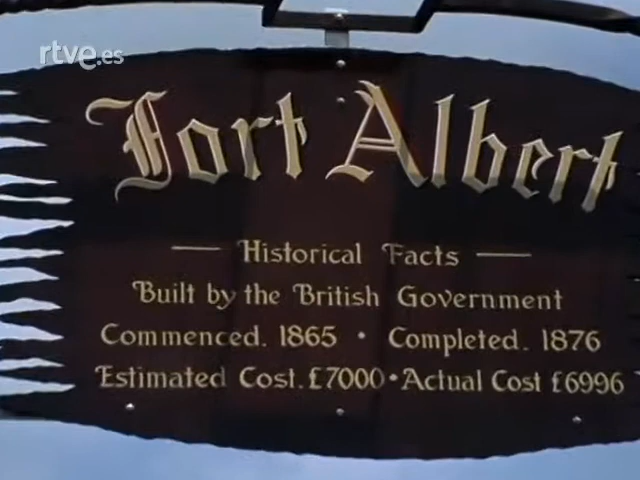 rtve.es
Fort Albert
Historical Facts
Built by the British Government
Commenced. 1865 • Completed. 1876
Estimated Cost. £7000 • Actual Cost £6996